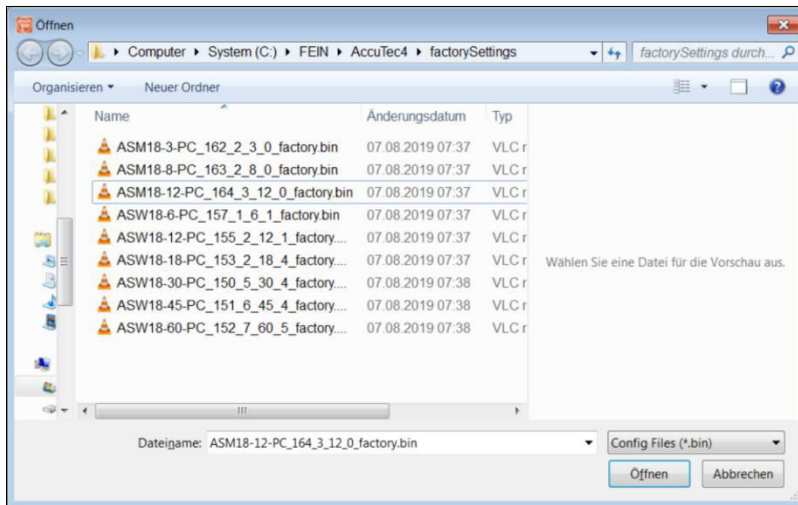 Öffnen
Computer ▸ System (C:) ▸ FEIN ▸ AccuTec4 ▸ factorySettings
factorySettings durch...
Organisieren
Neuer Ordner
Name Änderungsdatum Typ
ASM18-3-PC_162_2_3_0_factory.bin 07.08.2019 07:37 VLC
ASM18-8-PC_163_2_8_0_factory.bin 07.08.2019 07:37 VLC
ASM18-12-PC_164_3_12_0_factory.bin 07.08.2019 07:37 VLC
ASW18-6-PC_157_1_6_1_factory.bin 07.08.2019 07:37 VLC
ASW18-12-PC_155_2_12_1_factory.... 07.08.2019 07:37 VLC
ASW18-18-PC_153_2_18_4_factory.... 07.08.2019 07:37 VLC
ASW18-30-PC_150_5_30_4_factory.... 07.08.2019 07:38 VLC
ASW18-45-PC_151_6_45_4_factory.... 07.08.2019 07:38 VLC
ASW18-60-PC_152_7_60_5_factory.... 07.08.2019 07:38 VLC
Wählen Sie eine Datei für die Vorschau aus.
Dateiname: ASM18-12-PC_164_3_12_0_factory.bin
Config Files (*.bin)
Öffnen
Abbrechen